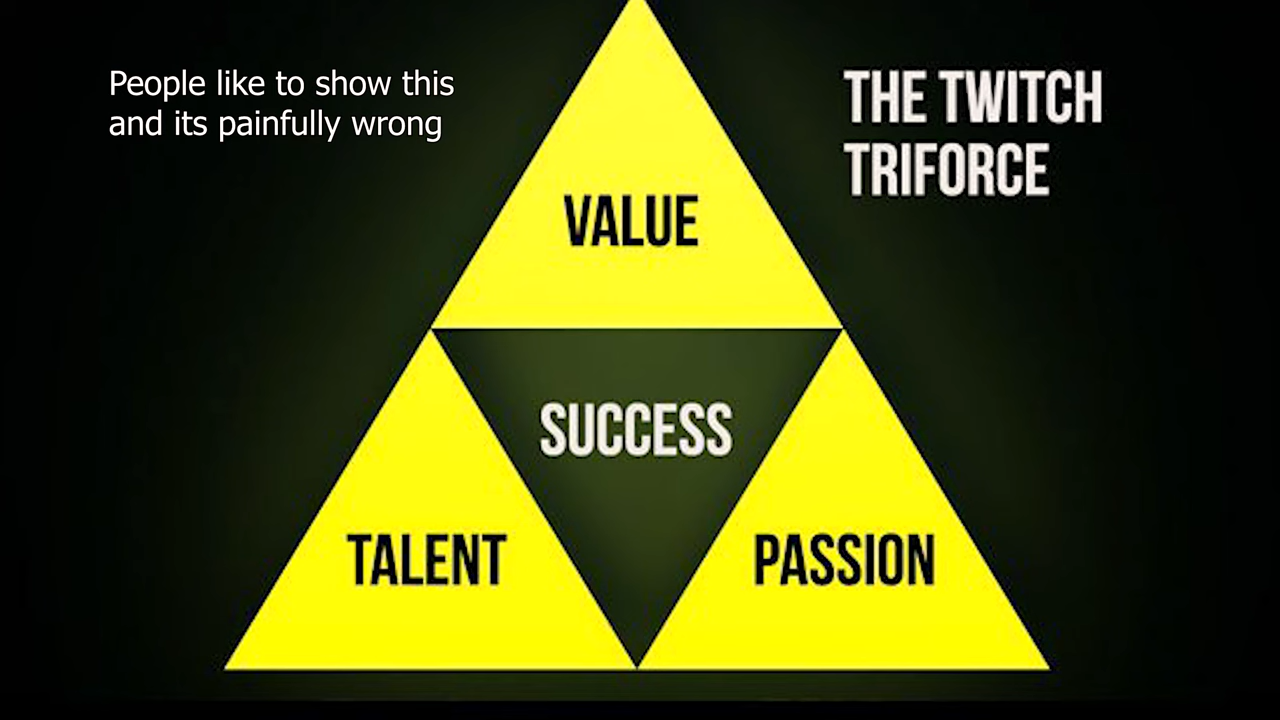 People like to show this
and its painfully wrong
THE TWITCH
TRIFORCE
VALUE
SUCCESS
TALENT
PASSION